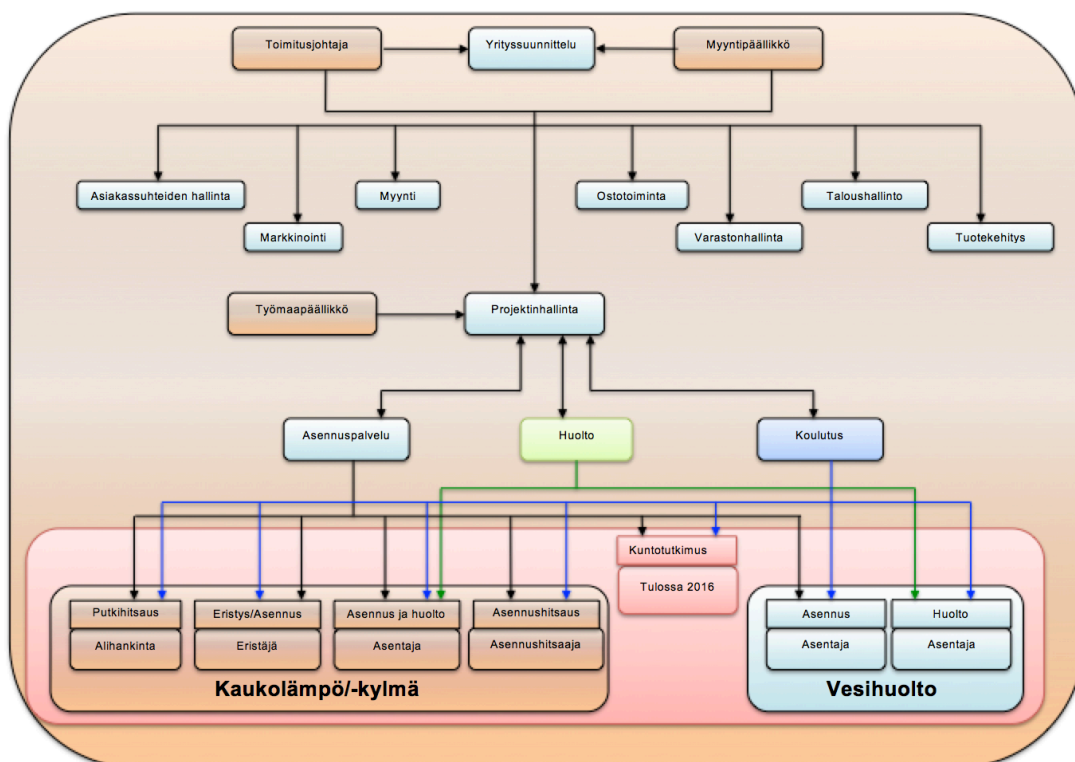 Toimitusjohtaja
Yrityssuunnittelu
Myyntipäällikkö
Asiakassuhteiden hallinta
Myynti
Ostotoiminta
Taloushallinto
Markkinointi
Varastonhallinta
Tuotekehitys
Työmaapäällikkö
Projektinhallinta
Asennuspalvelu
Huolto
Koulutus
Kuntotutkimus
Tulossa 2016
Putkihitsaus
Eristys/Asennus
Asennus ja huolto
Asennushitsaus
Asennus
Huolto
Alihankinta
Eristäjä
Asentaja
Asennushitsaaja
Asentaja
Asentaja
Kaukolämpö/-kylmä
Vesihuolto